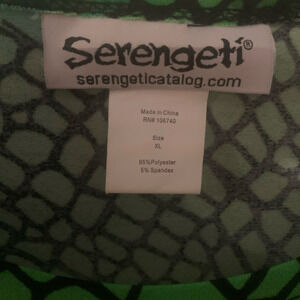 Serengeti®
serengeticatalog.com
Made in China
RN# 106740
Size
XL
95%Polyester
5% Spandex